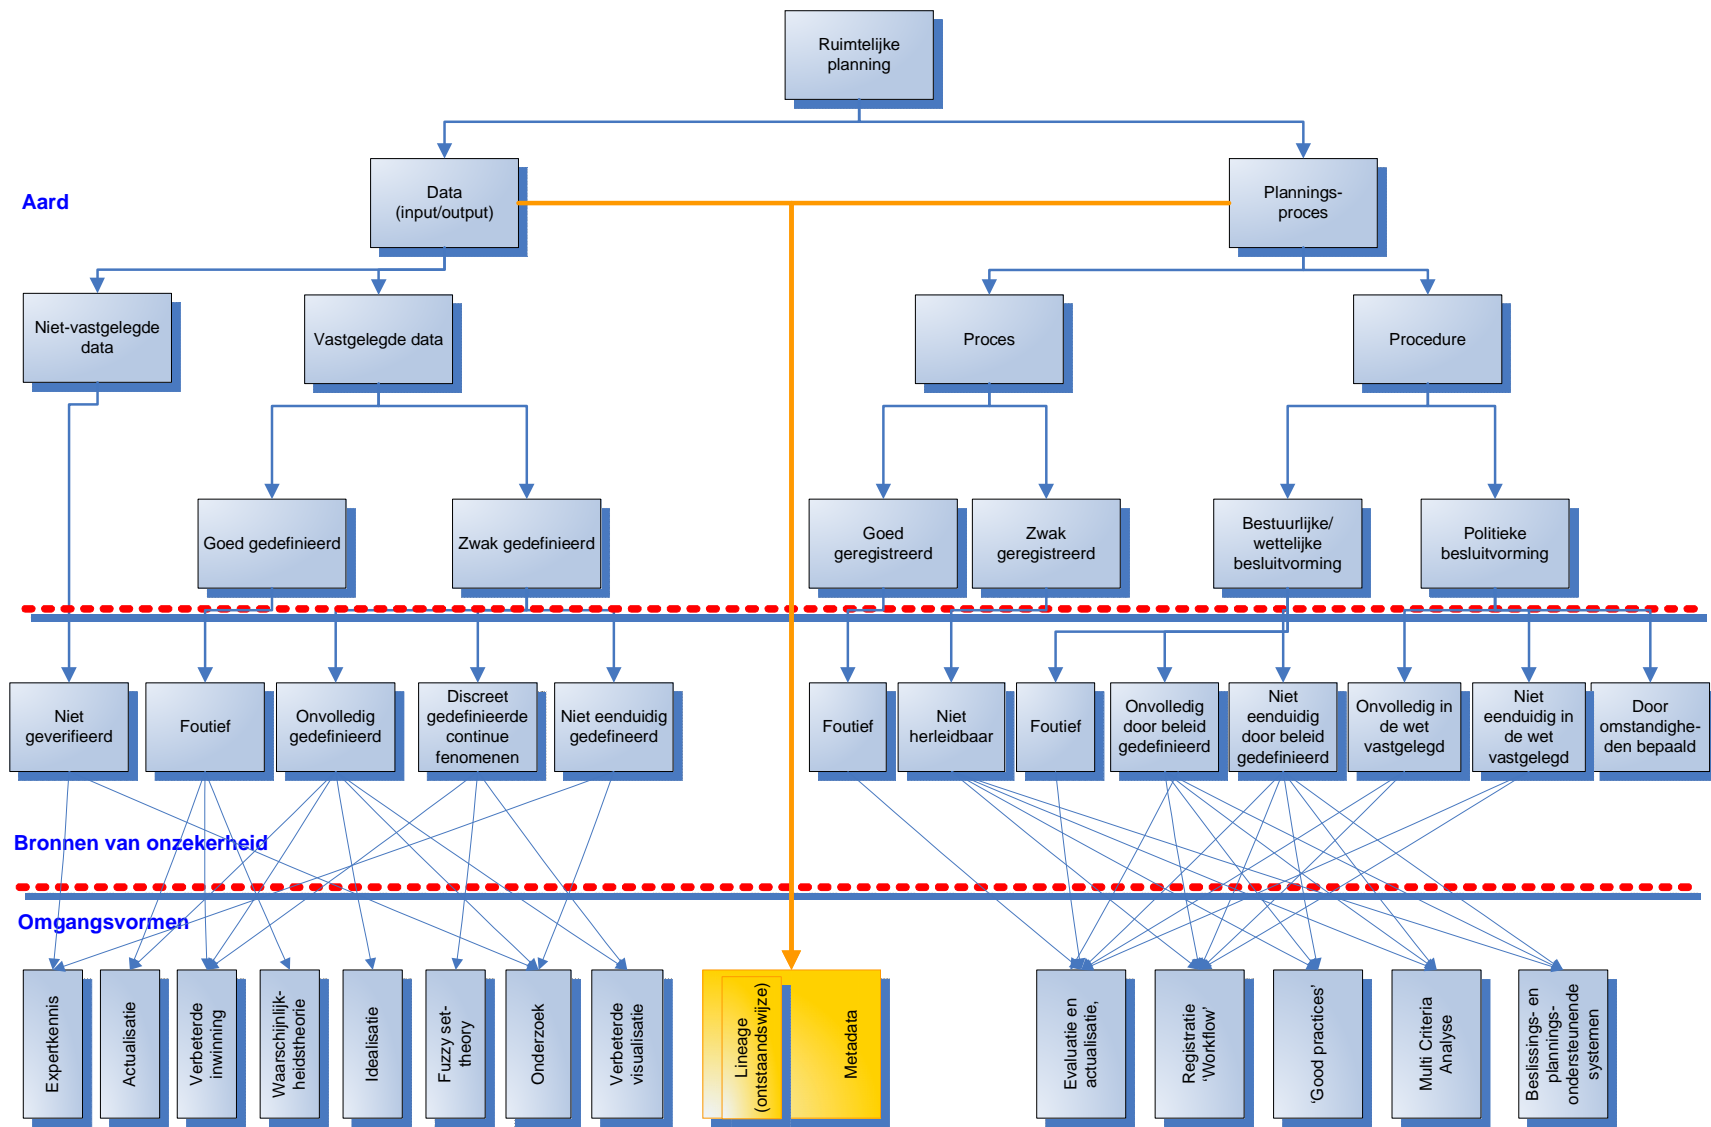 Ruimtelijke
planning
Aard
Data
(input/output)
Plannings-
proces
Niet-vastgelegde
data
Vastgelegde data
Proces
Procedure
Goed gedefinieerd
Zwak gedefinieerd
Goed
geregistreerd
Zwak
geregistreerd
Bestuurlijke/
wettelijke
besluitvorming
Politieke
besluitvorming
Niet
geverifieerd
Foutief
Onvolledig
gedefinieerd
Discreet
gedefinieerde
continue
fenomenen
Niet eenduidig
gedefineerd
Foutief
Niet
herleidbaar
Foutief
Onvolledig
door beleid
gedefinieerd
Niet
eenduidig
door beleid
gedefinieerd
Onvolledig in
de wet
vastgelegd
Niet
eenduidig in
de wet
vastgelegd
Door
omstandighe-
den bepaald
Bronnen van onzekerheid
Omgangsvormen
Expertkennis
Actualisatie
Verbeterde
inwinning
Waarschijnlijk-
heidstheorie
Idealisatie
Fuzzy set-
theory
Onderzoek
Verbeterde
visualisatie
Lineage
(ontstaandswijze)
Metadata
Evaluatie en
actualisatie,
Registratie
‘Workflow’
‘Good practices’
Multi Criteria
Analyse
Beslissings- en
plannings-
ondersteunende
systemen